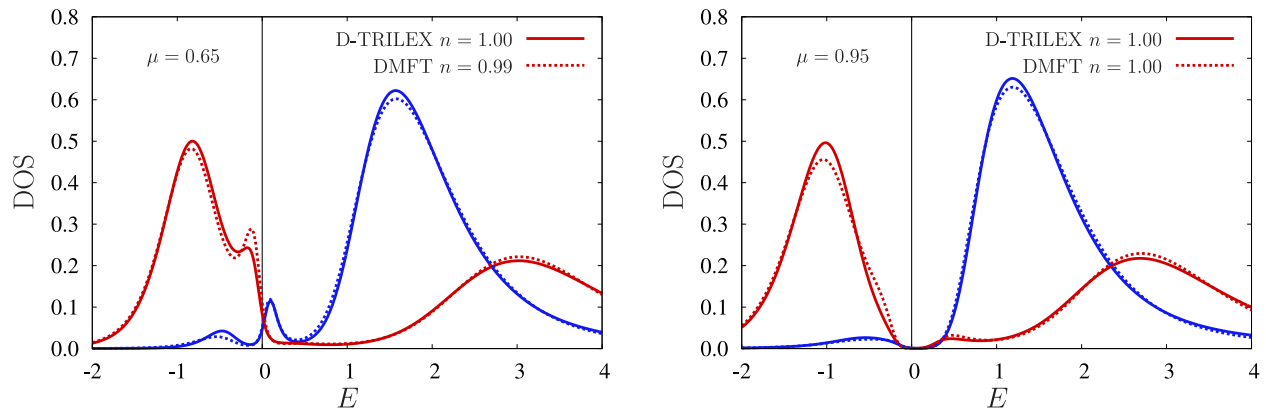 0.8
0.7
0.6
0.5
0.4
0.3
0.2
0.1
0.0
DOS
μ = 0.65
D-TRILEX n = 1.00
DMFT n = 0.99
-2 -1 0 1 2 3 4
E
0.8
0.7
0.6
0.5
0.4
0.3
0.2
0.1
0.0
DOS
μ = 0.95
D-TRILEX n = 1.00
DMFT n = 1.00
-2 -1 0 1 2 3 4
E